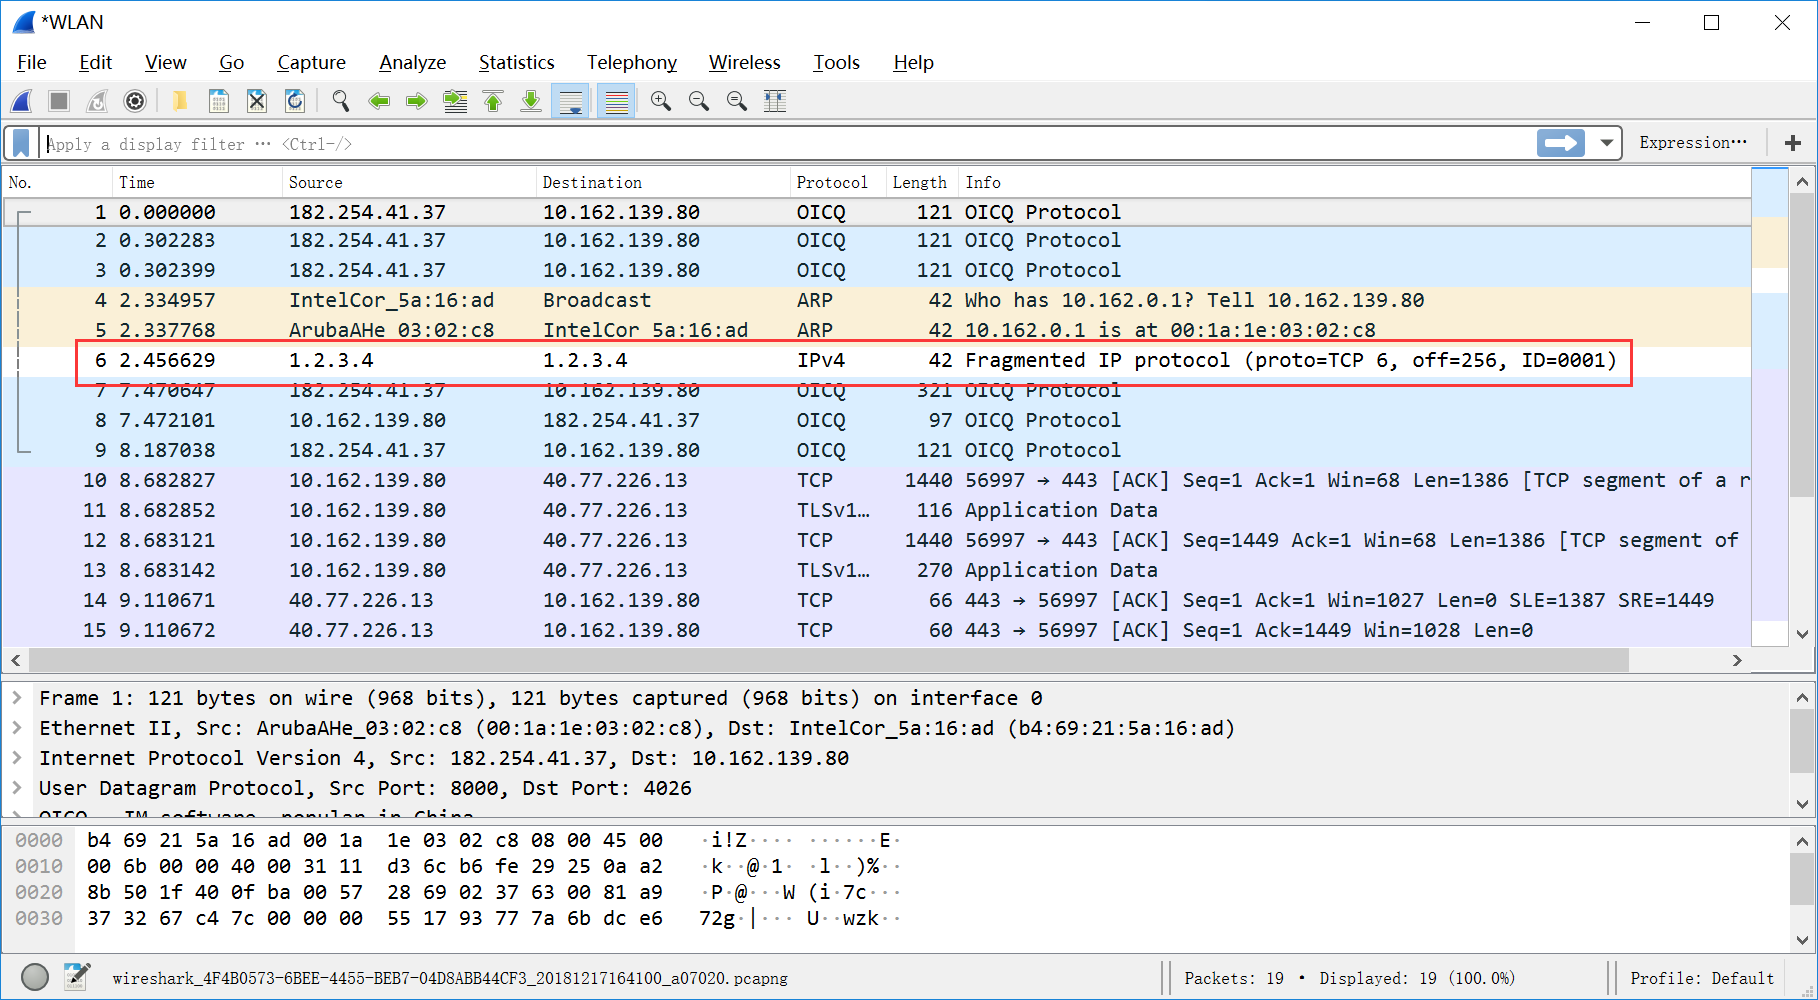 *WLAN
File Edit View Go Capture Analyze Statistics Telephony Wireless Tools Help
Apply a display filter … <Ctrl-/> Expression…
No. Time Source Destination Protocol Length Info
1 0.000000 182.254.41.37 10.162.139.80 OICQ 121 OICQ Protocol
2 0.302283 182.254.41.37 10.162.139.80 OICQ 121 OICQ Protocol
3 0.302399 182.254.41.37 10.162.139.80 OICQ 121 OICQ Protocol
4 2.334957 IntelCor_5a:16:ad Broadcast ARP 42 Who has 10.162.0.1? Tell 10.162.139.80
5 2.337768 ArubaAHe_03:02:c8 IntelCor_5a:16:ad ARP 42 10.162.0.1 is at 00:1a:1e:03:02:c8
6 2.456629 1.2.3.4 1.2.3.4 IPv4 42 Fragmented IP protocol (proto=TCP 6, off=256, ID=0001)
7 7.470647 182.254.41.37 10.162.139.80 OICQ 321 OICQ Protocol
8 7.472101 10.162.139.80 182.254.41.37 OICQ 97 OICQ Protocol
9 8.187038 182.254.41.37 10.162.139.80 OICQ 121 OICQ Protocol
10 8.682827 10.162.139.80 40.77.226.13 TCP 1440 56997 → 443 [ACK] Seq=1 Ack=1 Win=68 Len=1386 [TCP segment of a r
11 8.682852 10.162.139.80 40.77.226.13 TLSv1… 116 Application Data
12 8.683121 10.162.139.80 40.77.226.13 TCP 1440 56997 → 443 [ACK] Seq=1449 Ack=1 Win=68 Len=1386 [TCP segment of
13 8.683142 10.162.139.80 40.77.226.13 TLSv1… 270 Application Data
14 9.110671 40.77.226.13 10.162.139.80 TCP 66 443 → 56997 [ACK] Seq=1 Ack=1 Win=1027 Len=0 SLE=1387 SRE=1449
15 9.110672 40.77.226.13 10.162.139.80 TCP 60 443 → 56997 [ACK] Seq=1 Ack=1449 Win=1028 Len=0
Frame 1: 121 bytes on wire (968 bits), 121 bytes captured (968 bits) on interface 0
Ethernet II, Src: ArubaAHe_03:02:c8 (00:1a:1e:03:02:c8), Dst: IntelCor_5a:16:ad (b4:69:21:5a:16:ad)
Internet Protocol Version 4, Src: 182.254.41.37, Dst: 10.162.139.80
User Datagram Protocol, Src Port: 8000, Dst Port: 4026
OICQ - IM software, popular in China
0000 b4 69 21 5a 16 ad 00 1a 1e 03 02 c8 08 00 45 00 ·i!Z···· ······E·
0010 00 6b 00 00 40 00 31 11 d3 6c b6 fe 29 25 0a a2 ·k··@·1· ·l··)%··
0020 8b 50 1f 40 0f ba 00 57 28 69 02 37 63 00 81 a9 ·P·@···W (i·7c···
0030 37 32 67 c4 7c 00 00 00 55 17 93 77 7a 6b dc e6 72g·|··· U··wzk··
wireshark_4F4B0573-6BEE-4455-BEB7-04D8ABB44CF3_20181217164100_a07020.pcapng Packets: 19 · Displayed: 19 (100.0%) Profile: Default